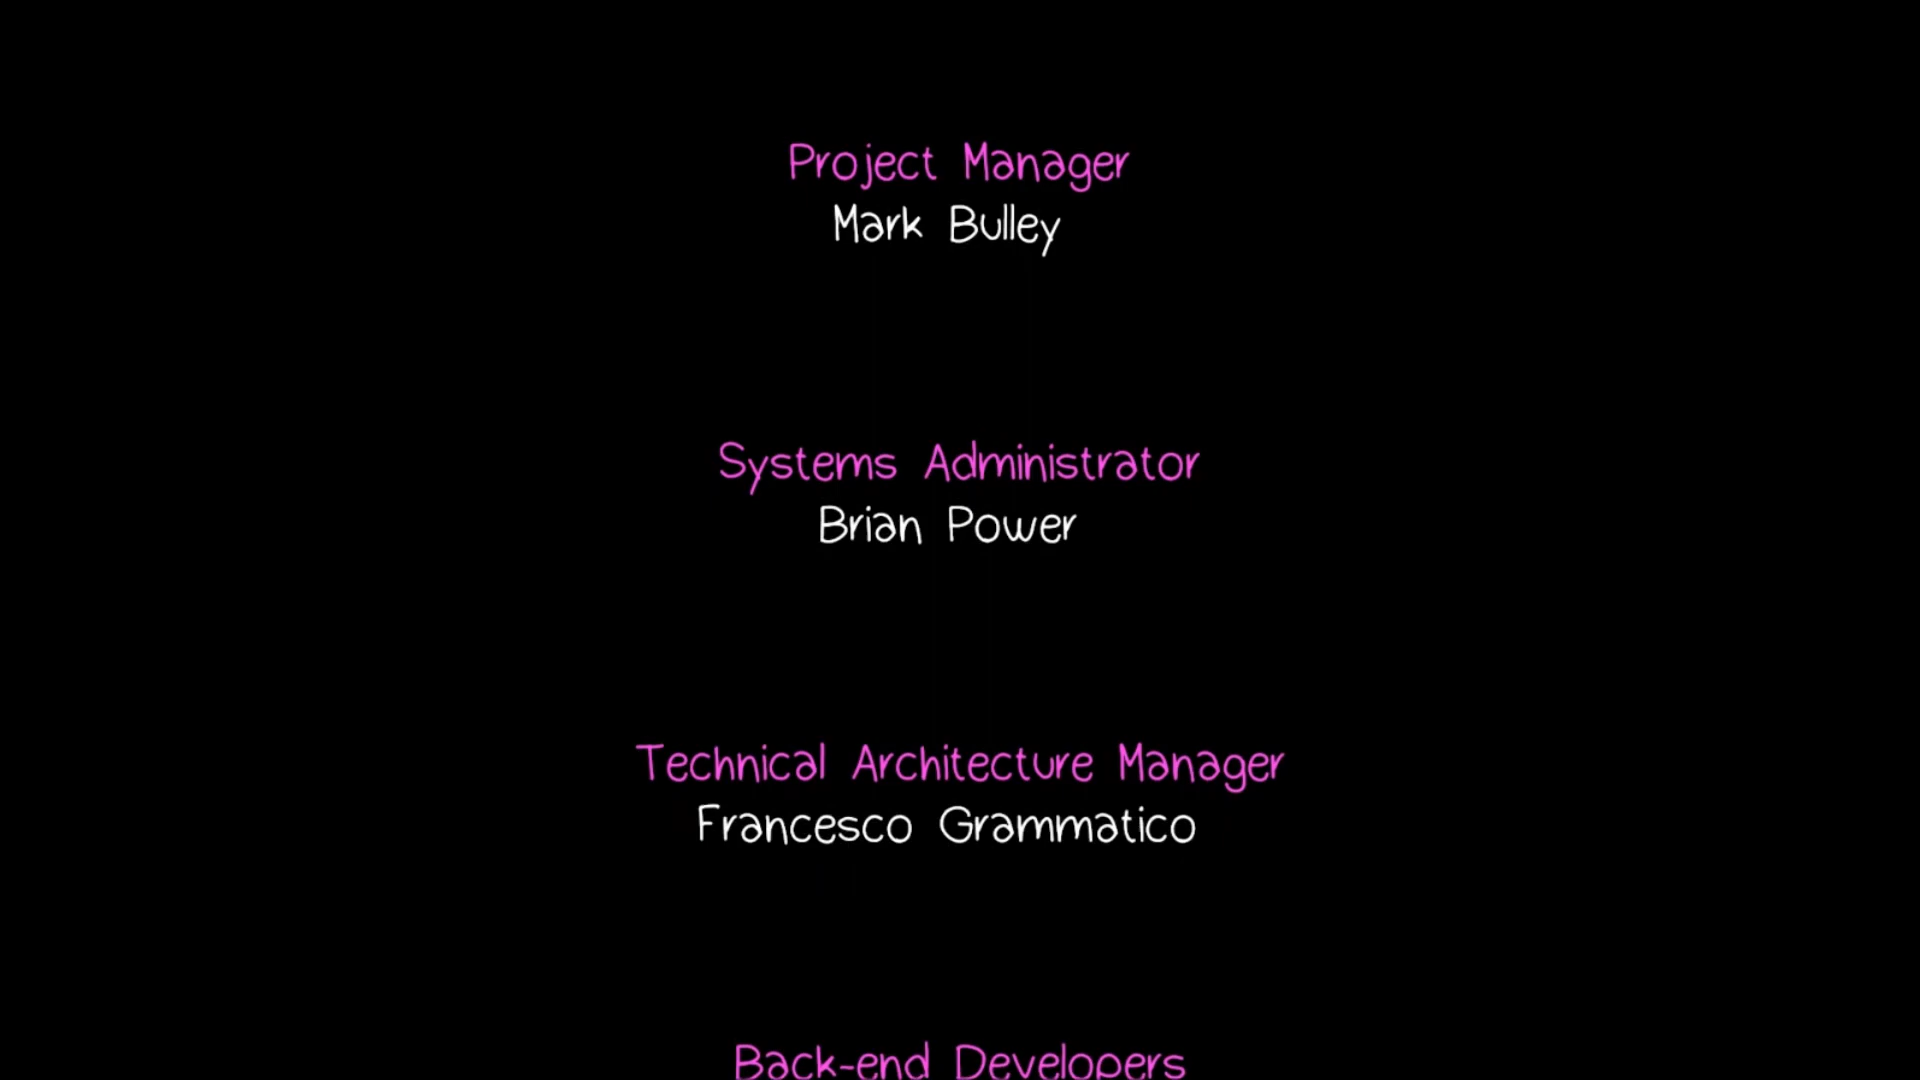 Project Manager
Mark Bulley
Systems Administrator
Brian Power
Technical Architecture Manager
Francesco Grammatico
Back-end Developers